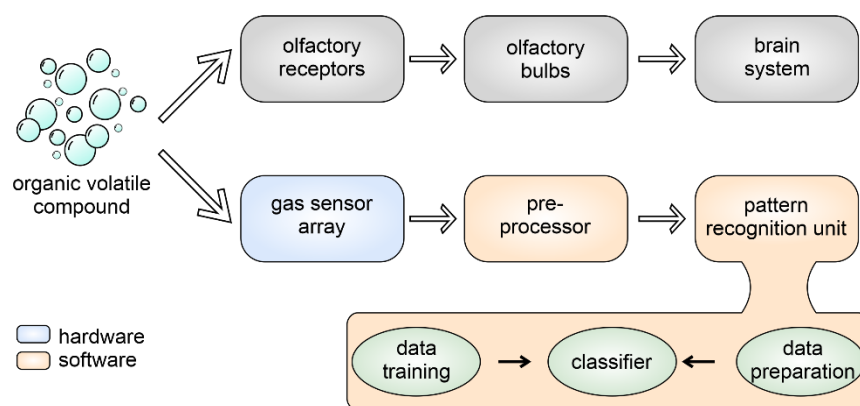 olfactory
receptors
olfactory
bulbs
brain
system
organic volatile
compound
gas sensor
array
pre-
processor
pattern
recognition unit
hardware
software
data
training
classifier
data
preparation